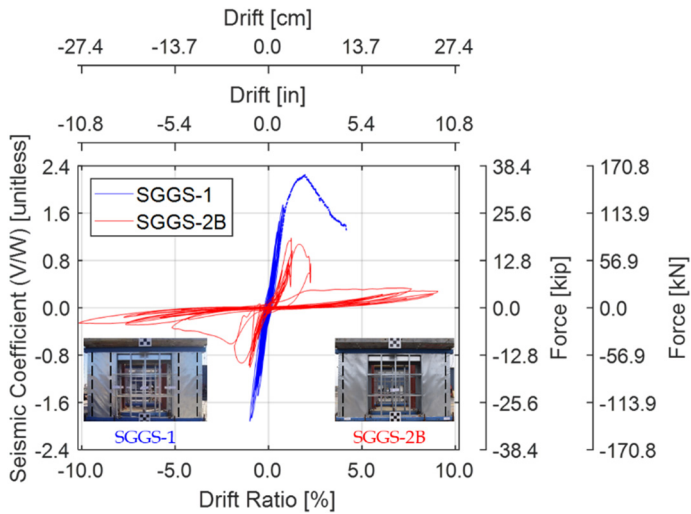 Drift [cm]
-27.4 -13.7 0.0 13.7 27.4
Drift [in]
-10.8 -5.4 0.0 5.4 10.8
Seismic Coefficient (V/W) [unitless]
2.4 38.4 170.8
1.6 25.6 113.9
0.8 12.8 56.9
0.0 0.0 0.0
-0.8 -12.8 -56.9
-1.6 -25.6 -113.9
-2.4 -38.4 -170.8
Force [kip]
Force [kN]
SGGS-1
SGGS-2B
SGGS-1 SGGS-2B
-10.0 -5.0 0.0 5.0 10.0
Drift Ratio [%]